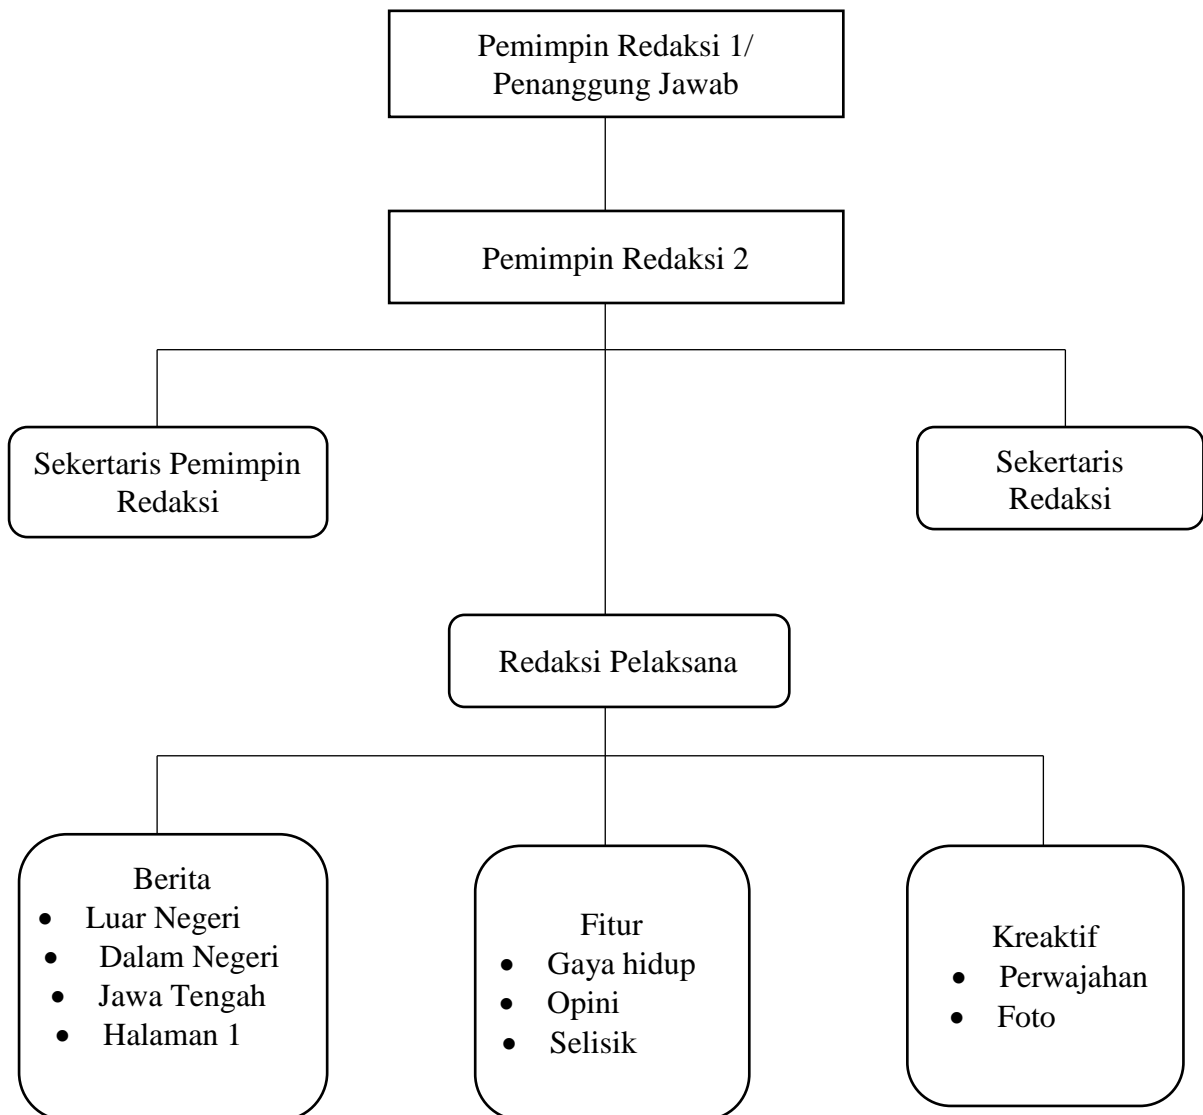 Pemimpin Redaksi 1/
Penanggung Jawab
Pemimpin Redaksi 2
Sekertaris Pemimpin
Redaksi
Sekertaris
Redaksi
Redaksi Pelaksana
Berita
• Luar Negeri
• Dalam Negeri
• Jawa Tengah
• Halaman 1
Fitur
• Gaya hidup
• Opini
• Selisik
Kreaktif
• Perwajahan
• Foto